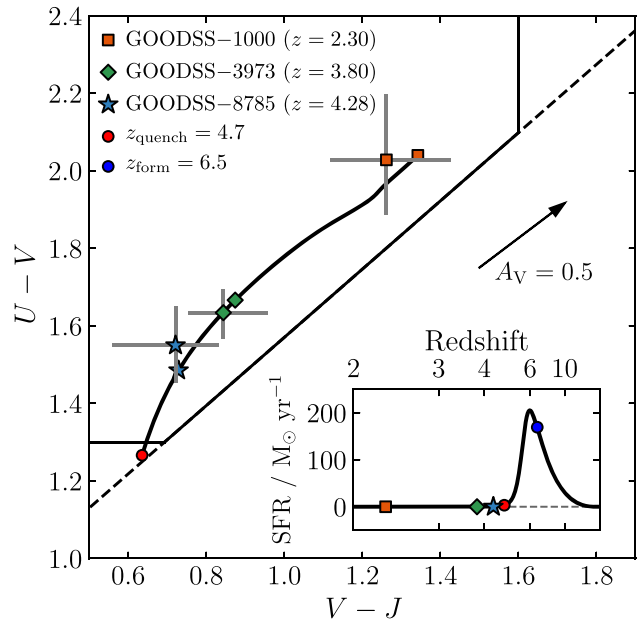 2.4
2.2
2.0
1.8
1.6
1.4
1.2
1.0
U − V
GOODSS−1000 (z = 2.30)
GOODSS−3973 (z = 3.80)
GOODSS−8785 (z = 4.28)
z_quench = 4.7
z_form = 6.5
A_V = 0.5
Redshift
2 3 4 6 10
SFR / M⊙ yr⁻¹
200
100
0
0.6 0.8 1.0 1.2 1.4 1.6 1.8
V − J